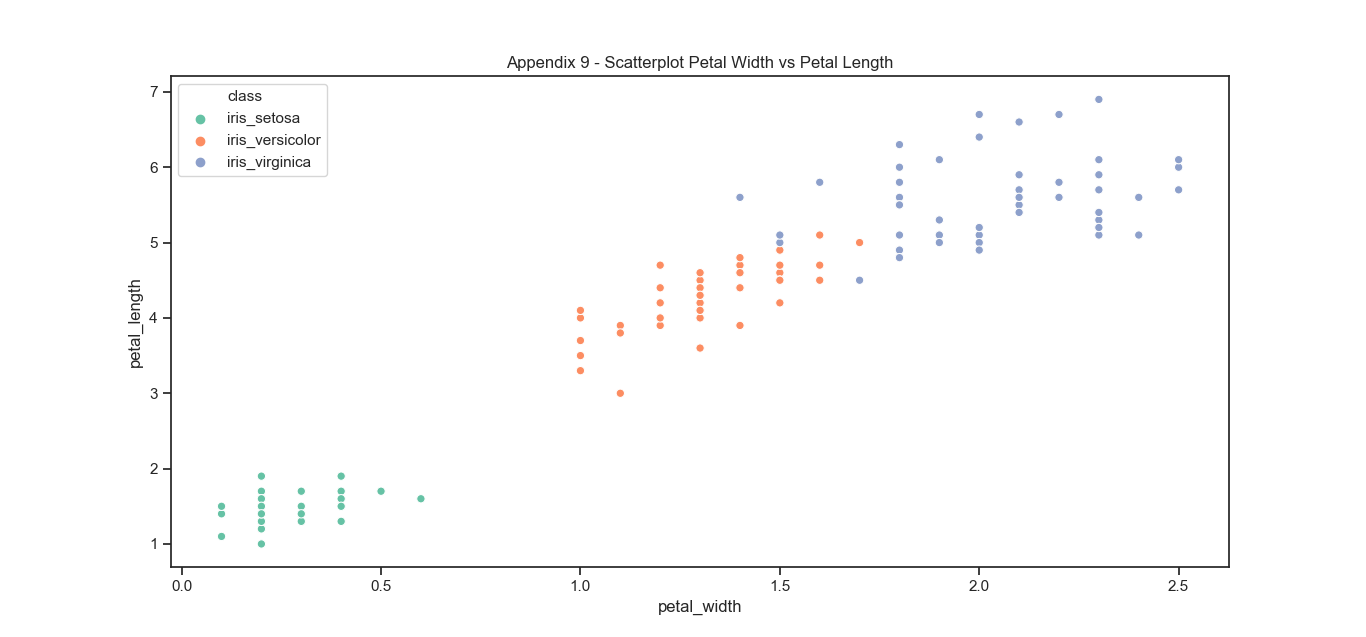 Appendix 9 - Scatterplot Petal Width vs Petal Length
class
iris_setosa
iris_versicolor
iris_virginica
petal_length
7
6
5
4
3
2
1
0.0 0.5 1.0 1.5 2.0 2.5
petal_width